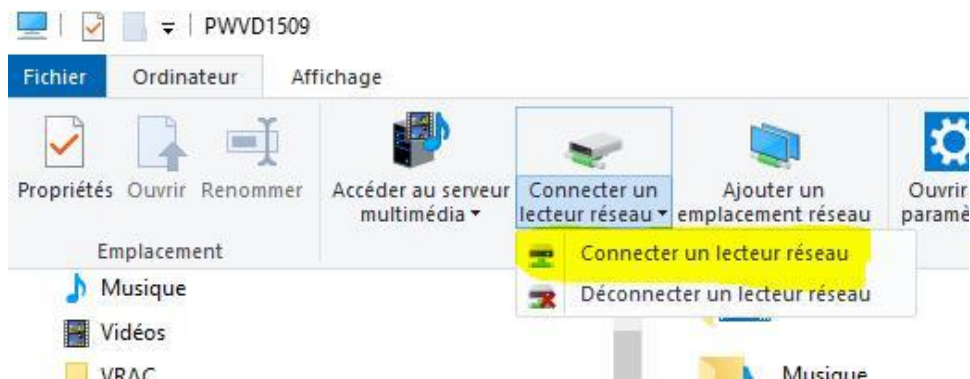 PWVD1509
Fichier Ordinateur Affichage
Propriétés Ouvrir Renommer
Accéder au serveur
multimédia
Connecter un
lecteur réseau
Ajouter un
emplacement réseau
Ouvrir
Emplacement
Connecter un lecteur réseau
Déconnecter un lecteur réseau
Musique
Vidéos
VRAC
Musique